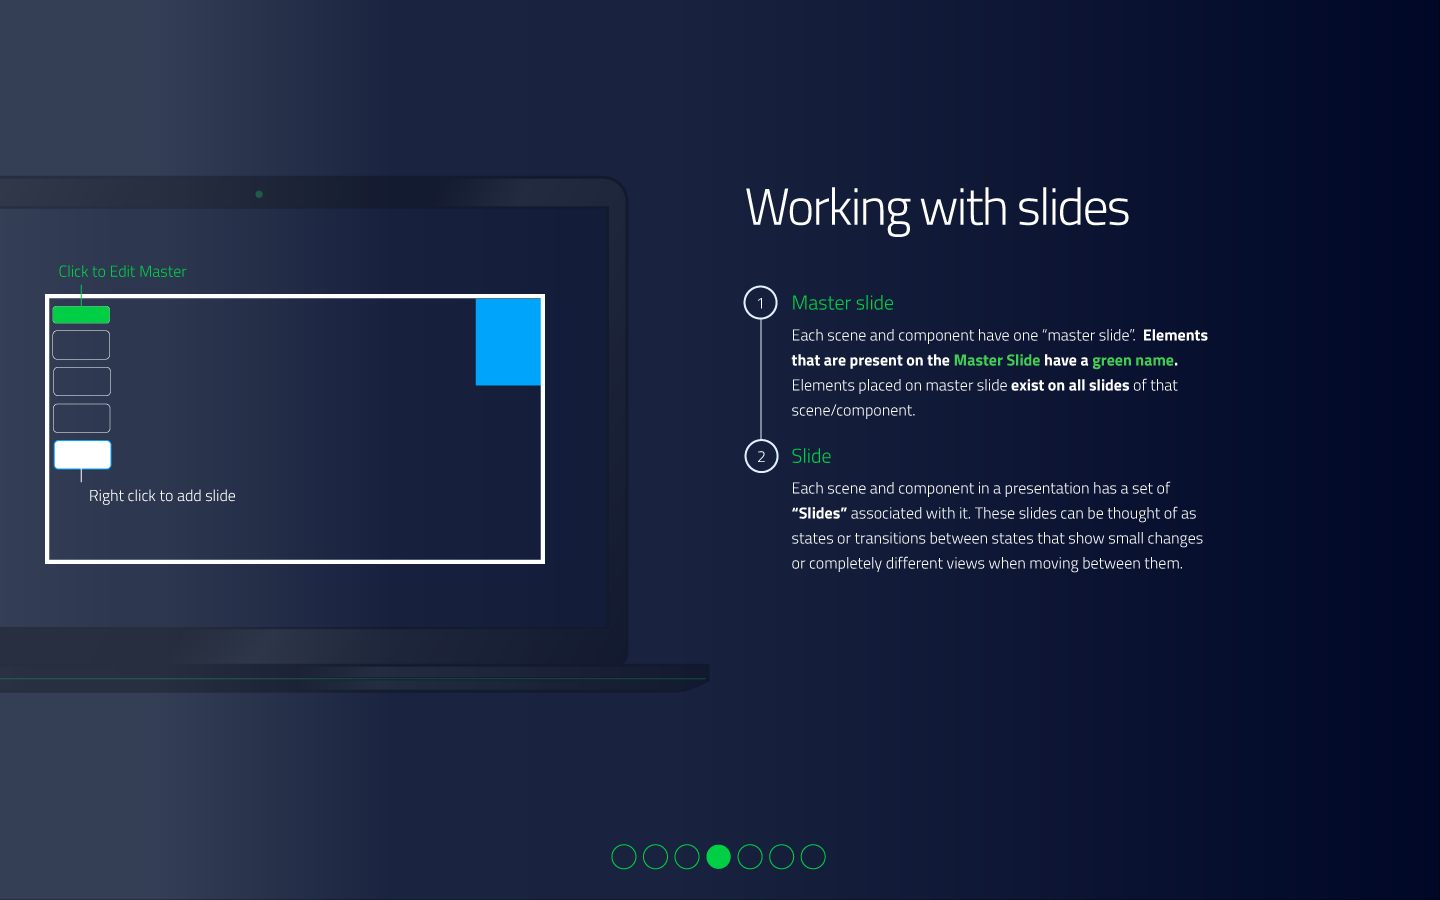 Working with slides
Click to Edit Master
Right click to add slide
1
Master slide
Each scene and component have one “master slide”.  Elements
that are present on the Master Slide have a green name.
Elements placed on master slide exist on all slides of that
scene/component.
2
Slide
Each scene and component in a presentation has a set of
“Slides” associated with it. These slides can be thought of as
states or transitions between states that show small changes
or completely different views when moving between them.